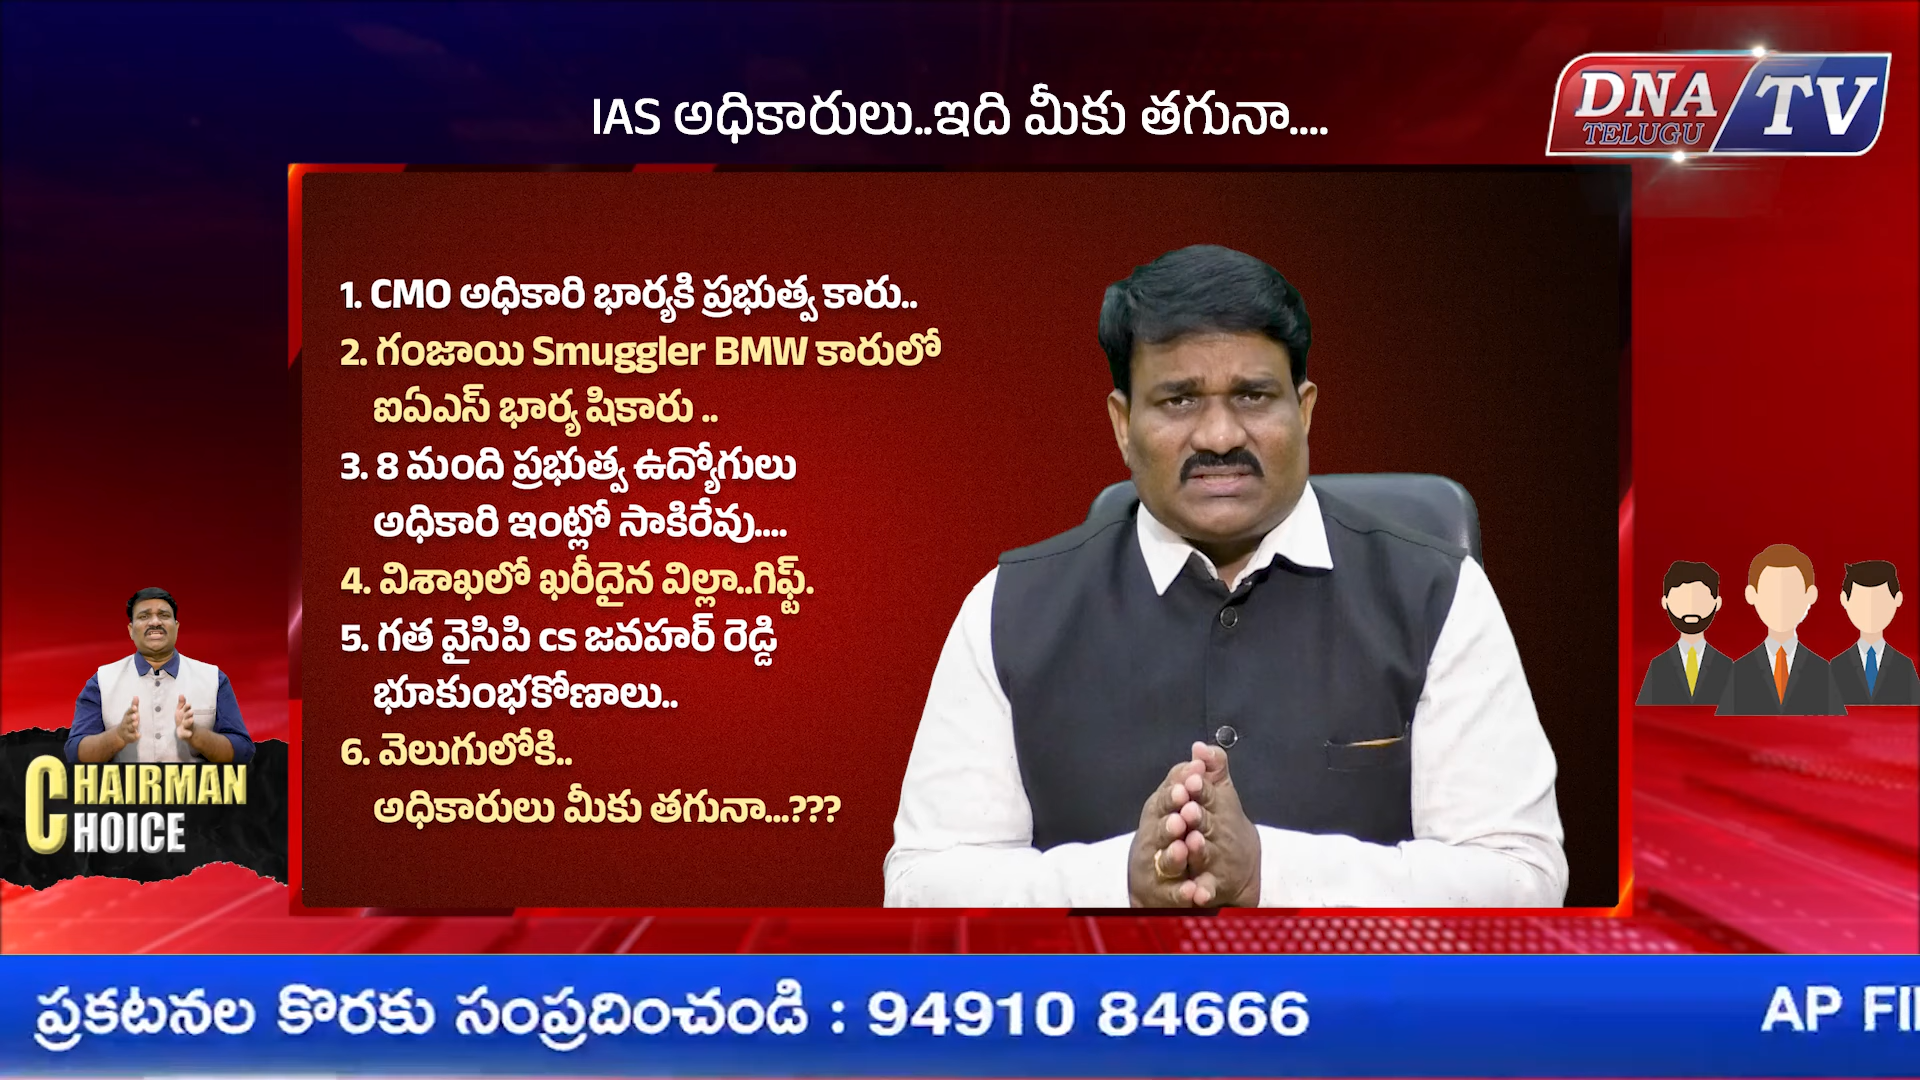 IAS అధికారులు..ఇది మీకు తగునా....
DNA TV
TELUGU
1. CMO అధికారి భార్యకి ప్రభుత్వ కారు..
2. గంజాయి Smuggler BMW కారులో
ఐఏఎస్ భార్య షికారు ..
3. 8 మంది ప్రభుత్వ ఉద్యోగులు
అధికారి ఇంట్లో సాకిరేవు....
4. విశాఖలో ఖరీదైన విల్లా..గిఫ్ట్.
5. గత వైసిపి cs జవహర్ రెడ్డి
భూకుంభకోణాలు..
6. వెలుగులోకి..
అధికారులు మీకు తగునా...???
CHAIRMAN
CHOICE
ప్రకటనల కొరకు సంప్రదించండి : 94910 84666
AP